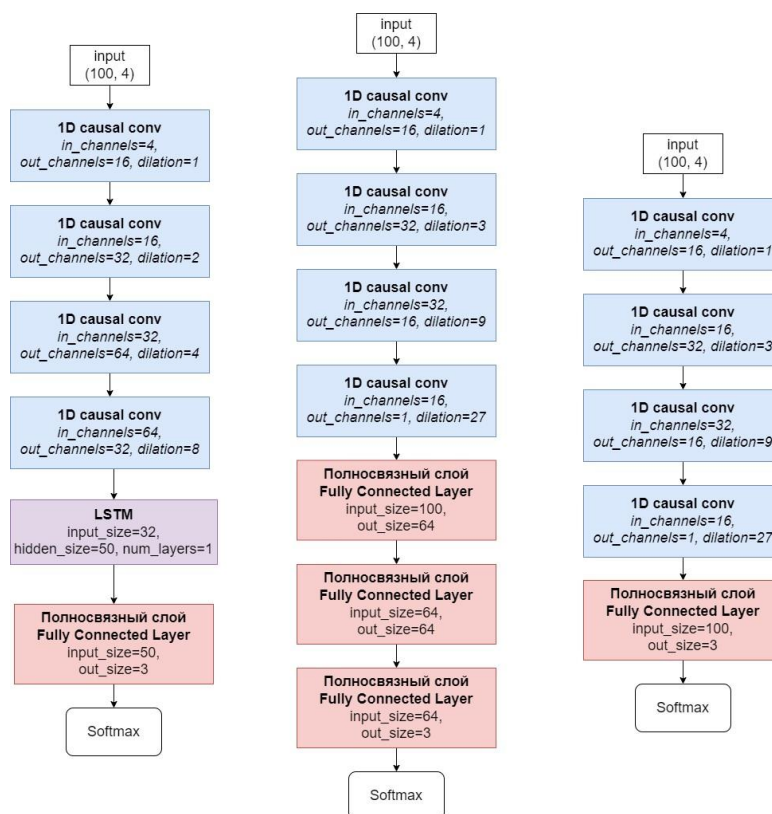 input
(100, 4)
1D causal conv
in_channels=4,
out_channels=16, dilation=1
1D causal conv
in_channels=16,
out_channels=32, dilation=2
1D causal conv
in_channels=32,
out_channels=64, dilation=4
1D causal conv
in_channels=64,
out_channels=32, dilation=8
LSTM
input_size=32,
hidden_size=50, num_layers=1
Полносвязный слой
Fully Connected Layer
input_size=50,
out_size=3
Softmax
input
(100, 4)
1D causal conv
in_channels=4,
out_channels=16, dilation=1
1D causal conv
in_channels=16,
out_channels=32, dilation=3
1D causal conv
in_channels=32,
out_channels=16, dilation=9
1D causal conv
in_channels=16,
out_channels=1, dilation=27
Полносвязный слой
Fully Connected Layer
input_size=100,
out_size=64
Полносвязный слой
Fully Connected Layer
input_size=64,
out_size=64
Полносвязный слой
Fully Connected Layer
input_size=64,
out_size=3
Softmax
input
(100, 4)
1D causal conv
in_channels=4,
out_channels=16, dilation=1
1D causal conv
in_channels=16,
out_channels=32, dilation=3
1D causal conv
in_channels=32,
out_channels=16, dilation=9
1D causal conv
in_channels=16,
out_channels=1, dilation=27
Полносвязный слой
Fully Connected Layer
input_size=100,
out_size=3
Softmax